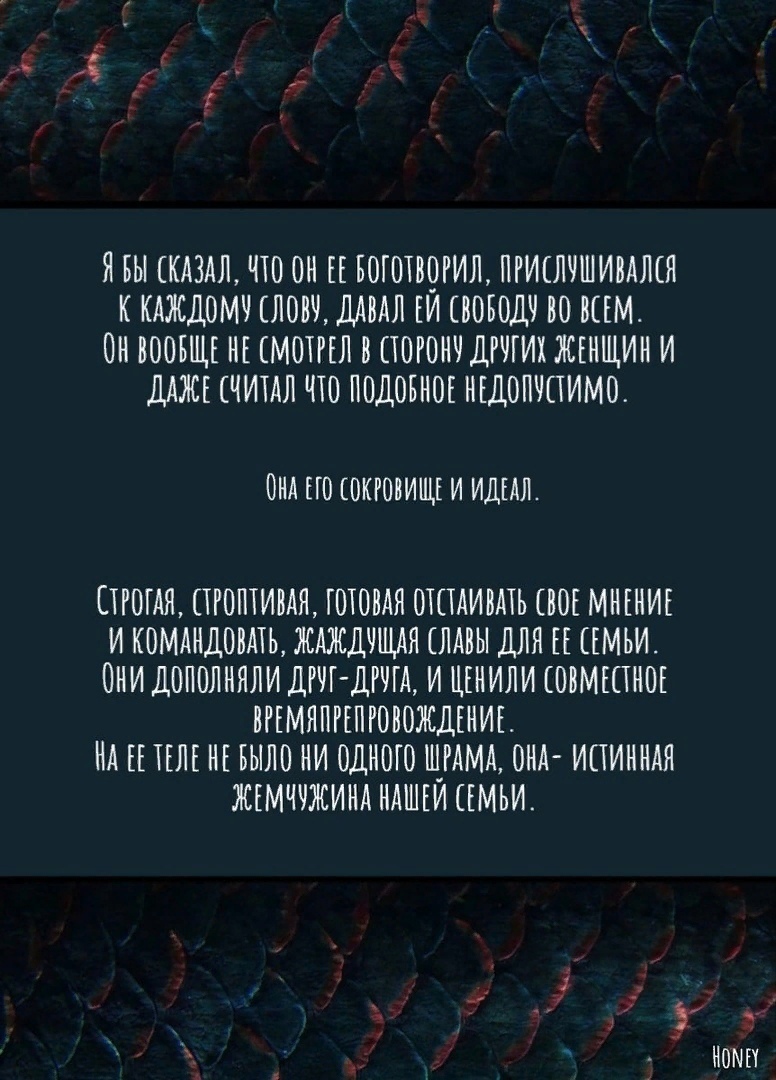 Я бы сказал, что он ее боготворил, прислушивался
к каждому слову, давал ей свободу во всем.
Он вообще не смотрел в сторону других женщин и
даже считал что подобное недопустимо.
Она его сокровище и идеал.
Строгая, строптивая, готовая отстаивать свое мнение
и командовать, жаждущая славы для ее семьи.
Они дополняли друг-друга, и ценили совместное
времяпрепровождение.
На ее теле не было ни одного шрама, она- истинная
жемчужина нашей семьи.
Honey